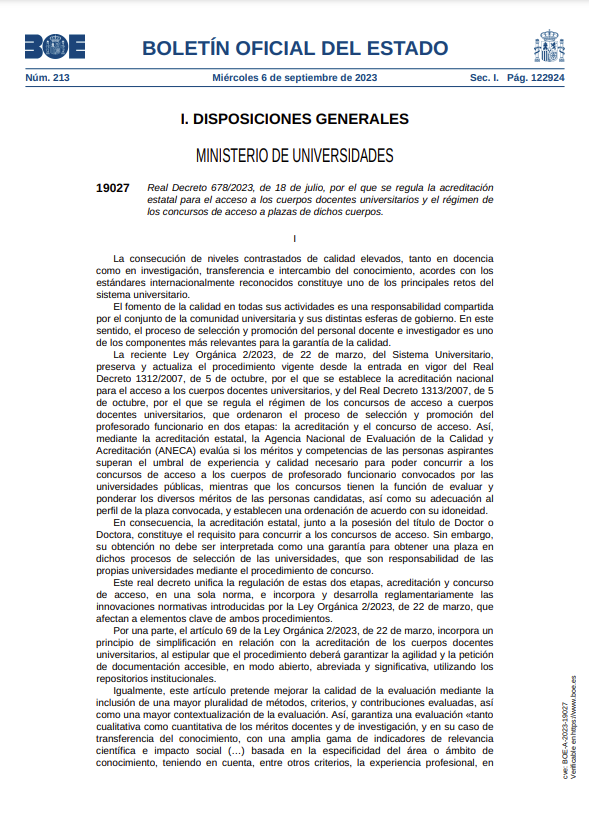 BOE
BOLETÍN OFICIAL DEL ESTADO
Núm. 213
Miércoles 6 de septiembre de 2023
Sec. I. Pág. 122924
I. DISPOSICIONES GENERALES
MINISTERIO DE UNIVERSIDADES
19027
Real Decreto 678/2023, de 18 de julio, por el que se regula la acreditación
estatal para el acceso a los cuerpos docentes universitarios y el régimen de
los concursos de acceso a plazas de dichos cuerpos.
I
La consecución de niveles contrastados de calidad elevados, tanto en docencia
como en investigación, transferencia e intercambio del conocimiento, acordes con los
estándares internacionalmente reconocidos constituye uno de los principales retos del
sistema universitario.
El fomento de la calidad en todas sus actividades es una responsabilidad compartida
por el conjunto de la comunidad universitaria y sus distintas esferas de gobierno. En este
sentido, el proceso de selección y promoción del personal docente e investigador es uno
de los componentes más relevantes para la garantía de la calidad.
La reciente Ley Orgánica 2/2023, de 22 de marzo, del Sistema Universitario,
preserva y actualiza el procedimiento vigente desde la entrada en vigor del Real
Decreto 1312/2007, de 5 de octubre, por el que se establece la acreditación nacional
para el acceso a los cuerpos docentes universitarios, y del Real Decreto 1313/2007, de 5
de octubre, por el que se regula el régimen de los concursos de acceso a cuerpos
docentes universitarios, que ordenaron el proceso de selección y promoción del
profesorado funcionario en dos etapas: la acreditación y el concurso de acceso. Así,
mediante la acreditación estatal, la Agencia Nacional de Evaluación de la Calidad y
Acreditación (ANECA) evalúa si los méritos y competencias de las personas aspirantes
superan el umbral de experiencia y calidad necesario para poder concurrir a los
concursos de acceso a los cuerpos de profesorado funcionario convocados por las
universidades públicas, mientras que los concursos tienen la función de evaluar y
ponderar los diversos méritos de las personas candidatas, así como su adecuación al
perfil de la plaza convocada, y establecen una ordenación de acuerdo con su idoneidad.
En consecuencia, la acreditación estatal, junto a la posesión del título de Doctor o
Doctora, constituye el requisito para concurrir a los concursos de acceso. Sin embargo,
su obtención no debe ser interpretada como una garantía para obtener una plaza en
dichos procesos de selección de las universidades, que son responsabilidad de las
propias universidades mediante el procedimiento de concurso.
Este real decreto unifica la regulación de estas dos etapas, acreditación y concurso
de acceso, en una sola norma, e incorpora y desarrolla reglamentariamente las
innovaciones normativas introducidas por la Ley Orgánica 2/2023, de 22 de marzo, que
afectan a elementos clave de ambos procedimientos.
Por una parte, el artículo 69 de la Ley Orgánica 2/2023, de 22 de marzo, incorpora un
principio de simplificación en relación con la acreditación de los cuerpos docentes
universitarios, al estipular que el procedimiento deberá garantizar la agilidad y la petición
de documentación accesible, en modo abierto, abreviada y significativa, utilizando los
repositorios institucionales.
Igualmente, este artículo pretende mejorar la calidad de la evaluación mediante la
inclusión de una mayor pluralidad de métodos, criterios, y contribuciones evaluadas, así
como una mayor contextualización de la evaluación. Así, garantiza una evaluación «tanto
cualitativa como cuantitativa de los méritos docentes y de investigación, y en su caso de
transferencia del conocimiento, con una amplia gama de indicadores de relevancia
científica e impacto social (…) basada en la especificidad del área o ámbito de
conocimiento, teniendo en cuenta, entre otros criterios, la experiencia profesional, en
cve: BOE-A-2023-19027
Verificable en https://www.boe.es